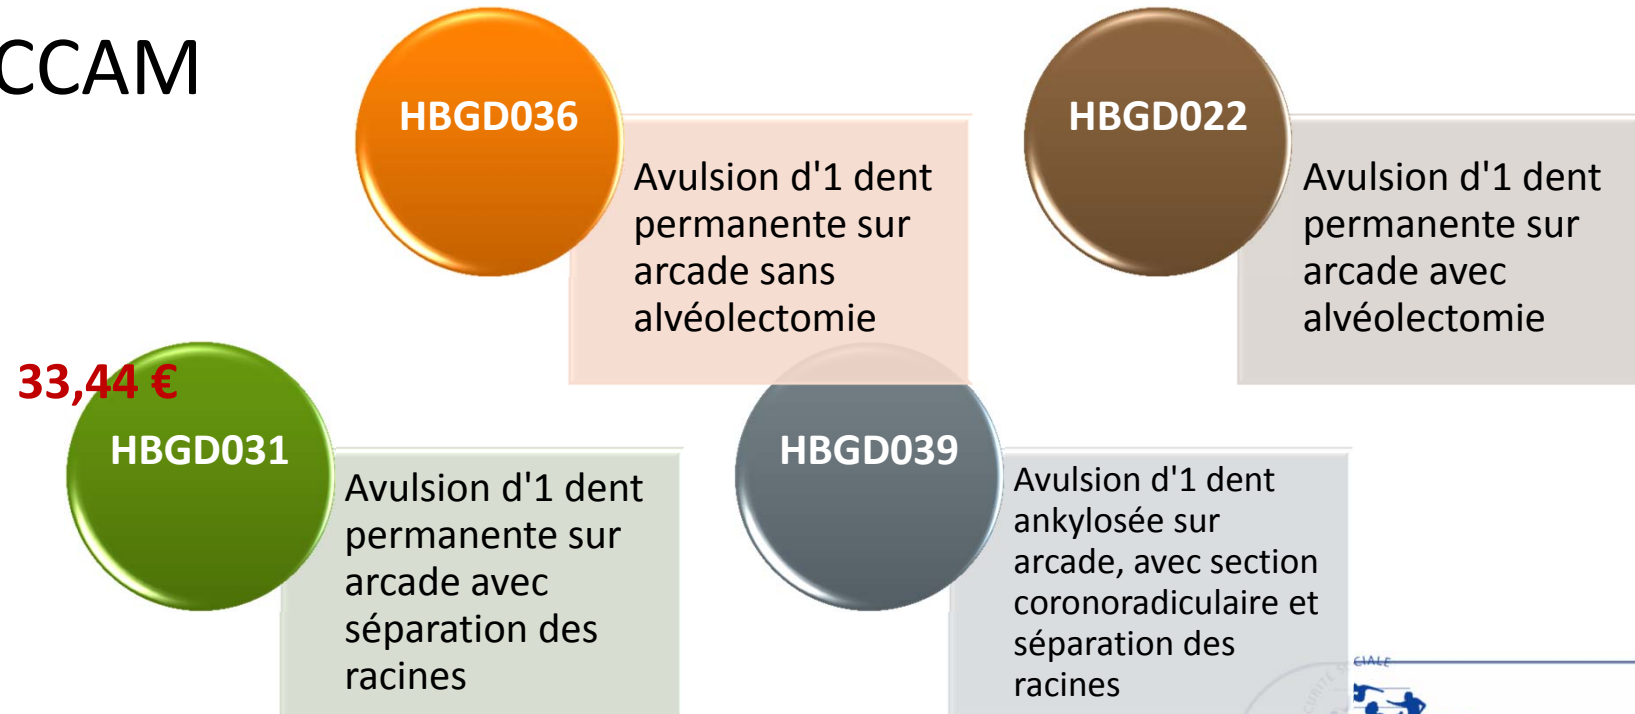 CCAM
HBGD036
Avulsion d'1 dent
permanente sur
arcade sans
alvéolectomie
HBGD022
Avulsion d'1 dent
permanente sur
arcade avec
alvéolectomie
33,44 €
HBGD031
Avulsion d'1 dent
permanente sur
arcade avec
séparation des
racines
HBGD039
Avulsion d'1 dent
ankylosée sur
arcade, avec section
coronoradiculaire et
séparation des
racines